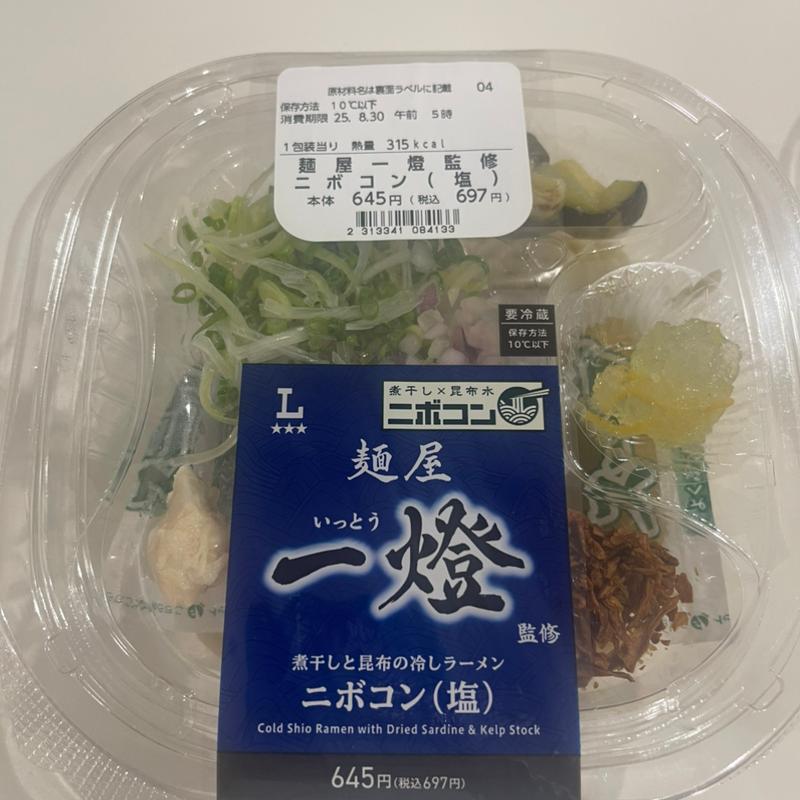 原材料名は裏面ラベルに記載 04
保存方法 10℃以下
消費期限 25. 8.30 午前 5時
1包装当り 熱量 315kcal
麺屋一燈監修
ニボコン(塩)
本体 645円(税込 697円)
2 313341 084133
要冷蔵
保存方法
10℃以下
L
煮干し×昆布水
ニボコン
麺屋
いっとう
一燈
監修
煮干しと昆布の冷しラーメン
ニボコン(塩)
Cold Shio Ramen with Dried Sardine & Kelp Stock
645円(税込697円)